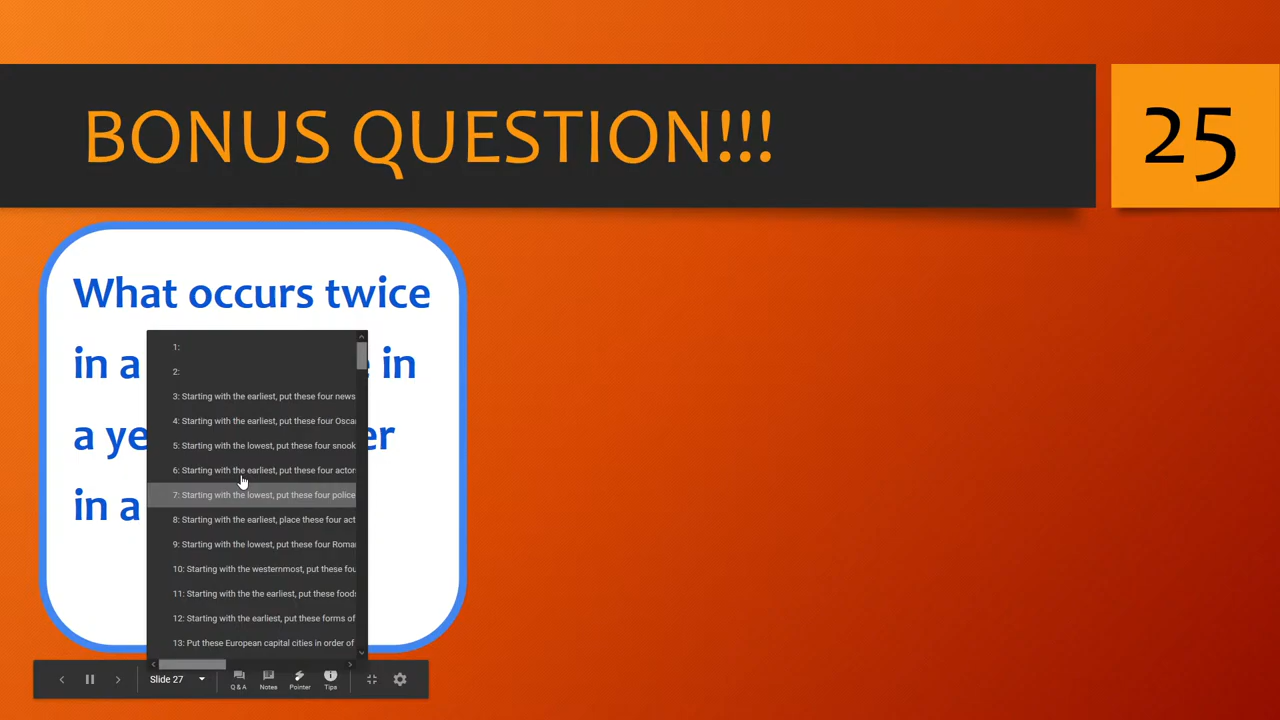 BONUS QUESTION!!!
25
What occurs twice
in a in
a ye er
in a
1:
2:
3: Starting with the earliest, put these four news
4: Starting with the earliest, put these four Oscar
5: Starting with the lowest, put these four snook
6: Starting with the earliest, put these four actor
7: Starting with the lowest, put these four police
8: Starting with the earliest, place these four act
9: Starting with the lowest, put these four Roma
10: Starting with the westernmost, put these fou
11: Starting with the the earliest, put these foods
12: Starting with the earliest, put these forms of
13: Put these European capital cities in order of
Slide 27
Q & A
Notes
Pointer
Tips